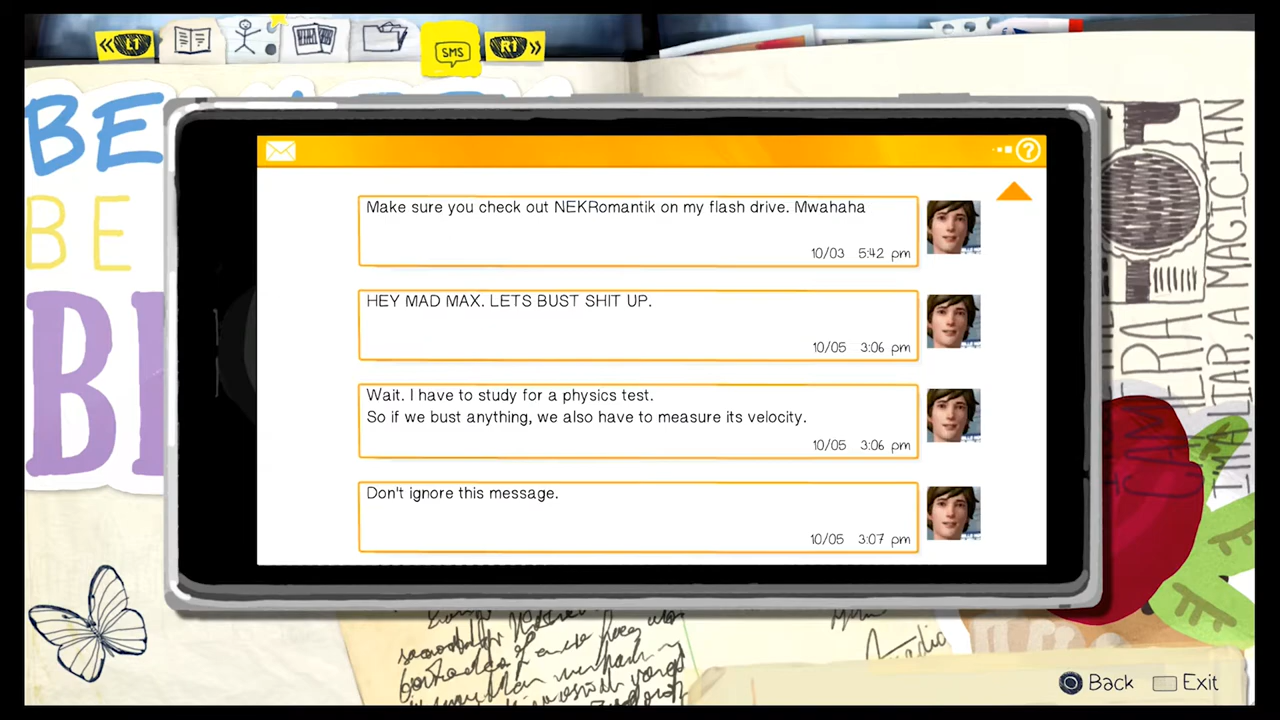 L1
SMS
R1
BE
BE
B
Make sure you check out NEKRomantik on my flash drive. Mwahaha
10/03 5:42 pm
HEY MAD MAX. LETS BUST SHIT UP.
10/05 3:06 pm
Wait. I have to study for a physics test.
So if we bust anything, we also have to measure its velocity.
10/05 3:06 pm
Don't ignore this message.
10/05 3:07 pm
?
CAMERA
I'M A LIAR, A MAGICIAN
Back
Exit